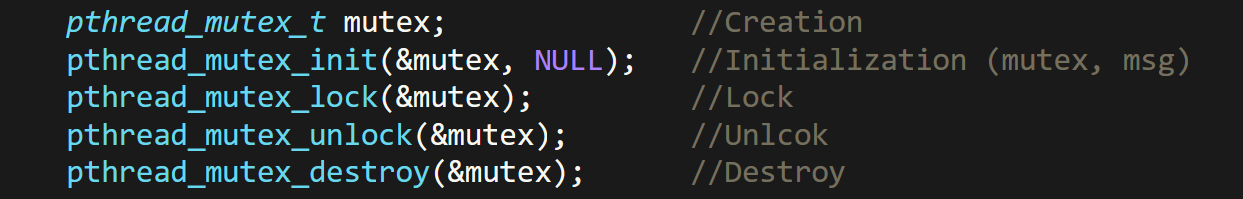 pthread_mutex_t mutex; //Creation
pthread_mutex_init(&mutex, NULL); //Initialization (mutex, msg)
pthread_mutex_lock(&mutex); //Lock
pthread_mutex_unlock(&mutex); //Unlcok
pthread_mutex_destroy(&mutex); //Destroy